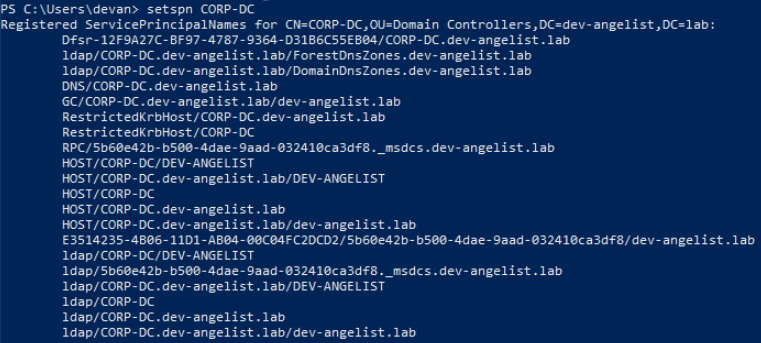 PS C:\Users\devan> setspn CORP-DC
Registered ServicePrincipalNames for CN=CORP-DC,OU=Domain Controllers,DC=dev-angelist,DC=lab:
Dfsr-12F9A27C-BF97-4787-9364-D31B6C55EB04/CORP-DC.dev-angelist.lab
ldap/CORP-DC.dev-angelist.lab/ForestDnsZones.dev-angelist.lab
ldap/CORP-DC.dev-angelist.lab/DomainDnsZones.dev-angelist.lab
DNS/CORP-DC.dev-angelist.lab
GC/CORP-DC.dev-angelist.lab/dev-angelist.lab
RestrictedKrbHost/CORP-DC.dev-angelist.lab
RestrictedKrbHost/CORP-DC
RPC/5b60e42b-b500-4dae-9aad-032410ca3df8._msdcs.dev-angelist.lab
HOST/CORP-DC/DEV-ANGELIST
HOST/CORP-DC.dev-angelist.lab/DEV-ANGELIST
HOST/CORP-DC
HOST/CORP-DC.dev-angelist.lab
HOST/CORP-DC.dev-angelist.lab/dev-angelist.lab
E3514235-4B06-11D1-AB04-00C04FC2DCD2/5b60e42b-b500-4dae-9aad-032410ca3df8/dev-angelist.lab
ldap/CORP-DC/DEV-ANGELIST
ldap/5b60e42b-b500-4dae-9aad-032410ca3df8._msdcs.dev-angelist.lab
ldap/CORP-DC.dev-angelist.lab/DEV-ANGELIST
ldap/CORP-DC
ldap/CORP-DC.dev-angelist.lab
ldap/CORP-DC.dev-angelist.lab/dev-angelist.lab